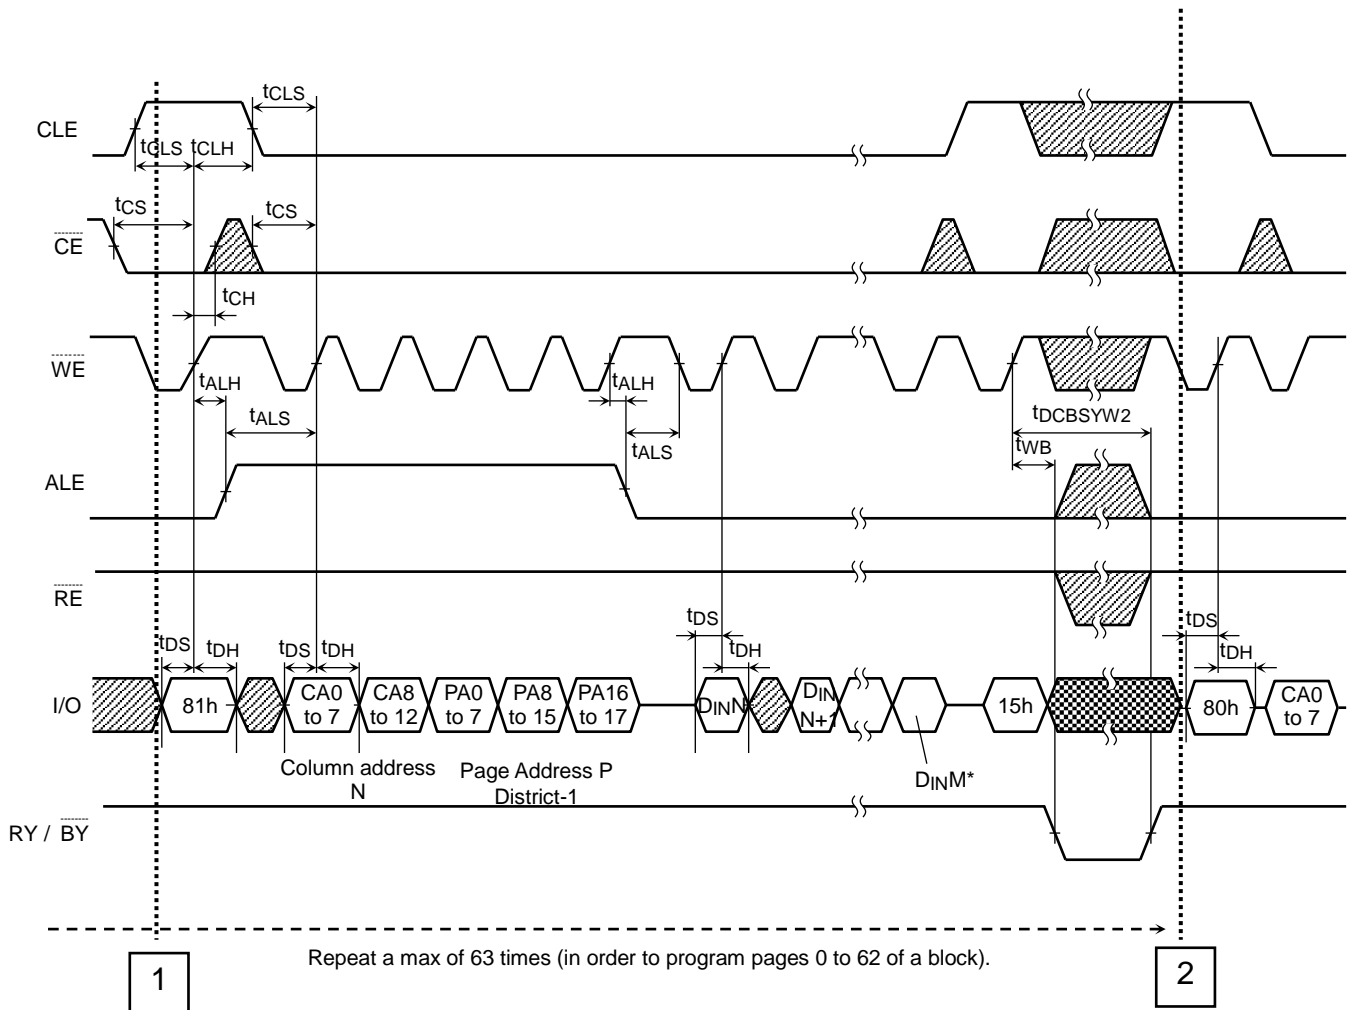 tCLS
CLE
tCLS tCLH
tCS tCS
CE
tCH
WE
tALH tALH
tDCBSYW2
tALS tALS
tWB
ALE
RE
tDS tDH tDS tDH tDS tDH tDS tDH
I/O
81h
CA0 to 7
CA8 to 12
PA0 to 7
PA8 to 15
PA16 to 17
DINN
DIN N+1
15h
80h
CA0 to 7
Column address
N
Page Address P
District-1
DINM*
RY / BY
Repeat a max of 63 times (in order to program pages 0 to 62 of a block).
1
2